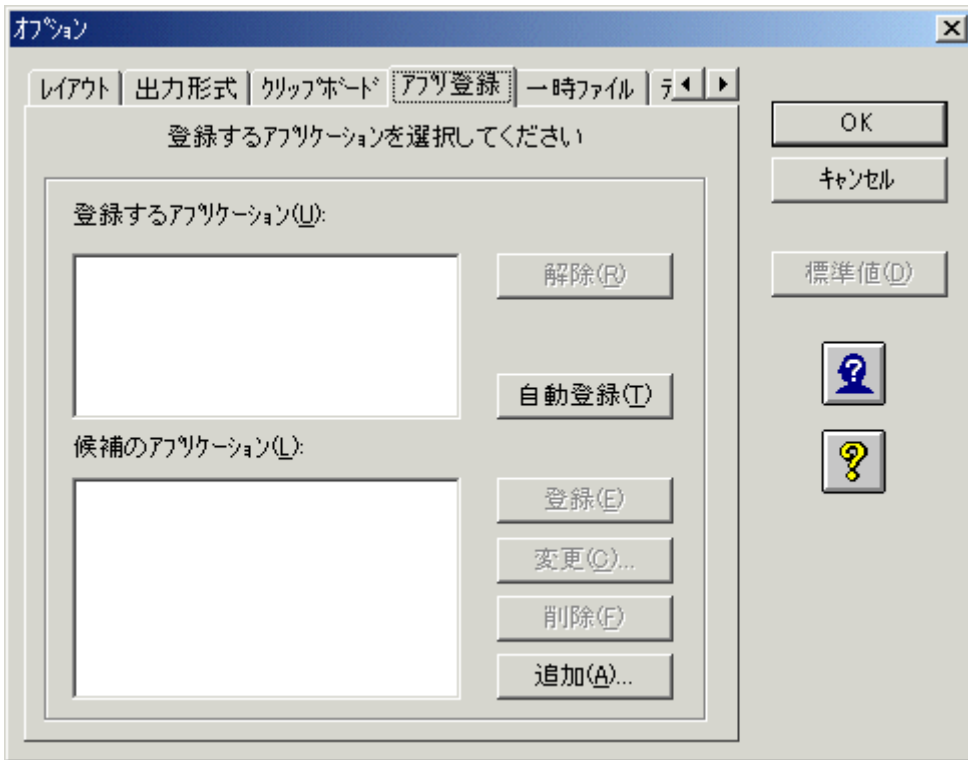 オプション
レイアウト 出力形式 クリップボード アプリ登録 一時ファイル テ
登録するアプリケーションを選択してください
OK
キャンセル
登録するアプリケーション(U):
解除(R)
標準値(D)
自動登録(T)
候補のアプリケーション(L):
登録(E)
変更(C)...
削除(F)
追加(A)...